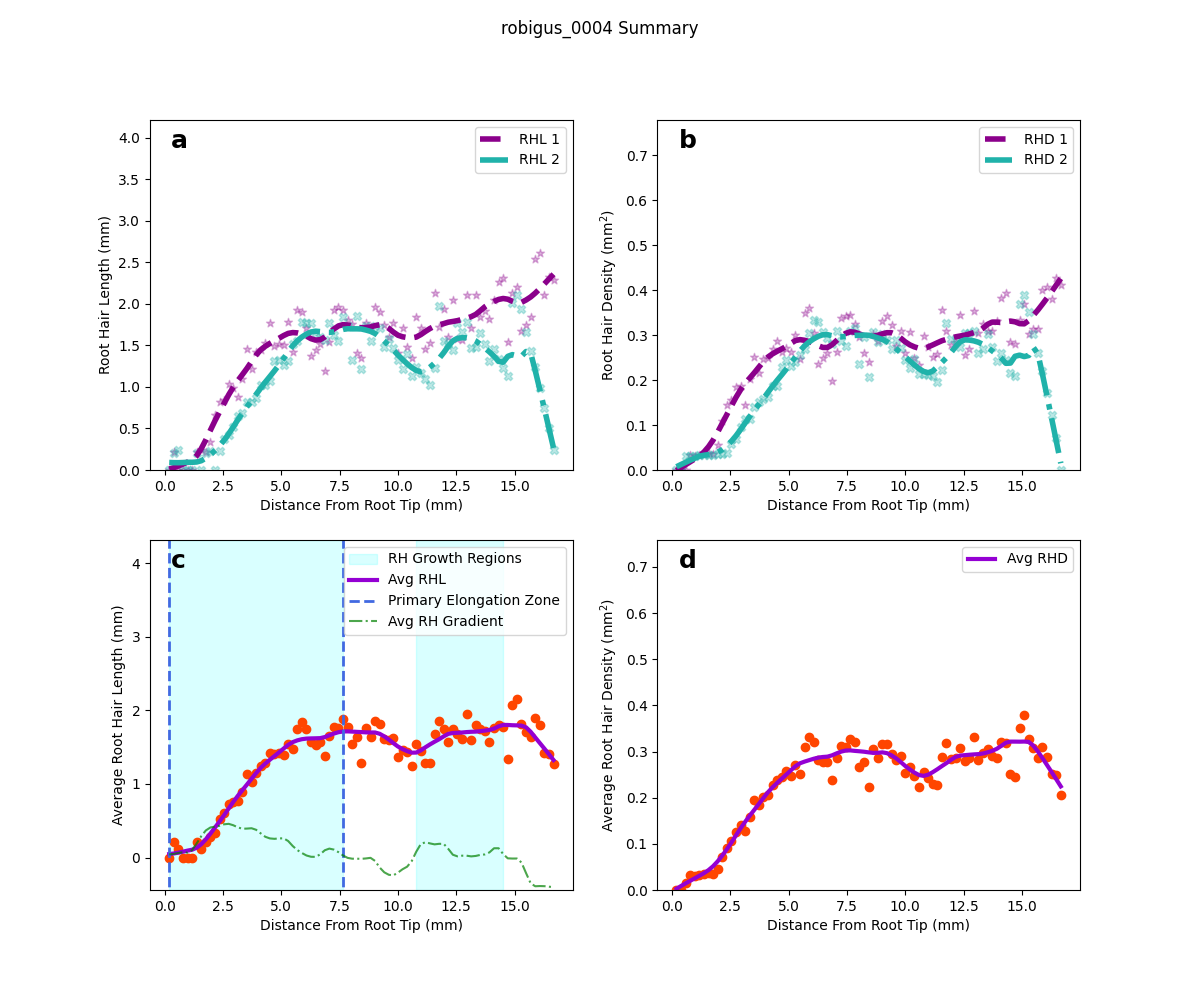 robigus_0004 Summary
a
RHL 1
RHL 2
4.0
3.5
3.0
2.5
2.0
1.5
1.0
0.5
0.0
Root Hair Length (mm)
0.0 2.5 5.0 7.5 10.0 12.5 15.0
Distance From Root Tip (mm)
b
RHD 1
RHD 2
0.7
0.6
0.5
0.4
0.3
0.2
0.1
0.0
Root Hair Density (mm²)
0.0 2.5 5.0 7.5 10.0 12.5 15.0
Distance From Root Tip (mm)
c
RH Growth Regions
Avg RHL
Primary Elongation Zone
Avg RH Gradient
4
3
2
1
0
Average Root Hair Length (mm)
0.0 2.5 5.0 7.5 10.0 12.5 15.0
Distance From Root Tip (mm)
d
Avg RHD
0.7
0.6
0.5
0.4
0.3
0.2
0.1
0.0
Average Root Hair Density (mm²)
0.0 2.5 5.0 7.5 10.0 12.5 15.0
Distance From Root Tip (mm)